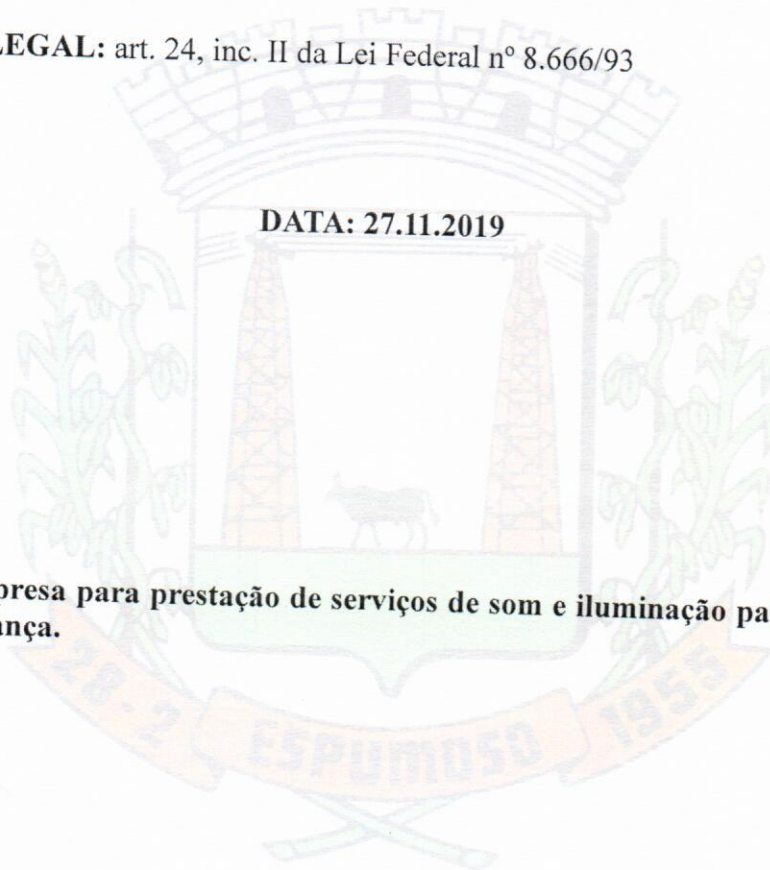 LEGAL: art. 24, inc. II da Lei Federal nº 8.666/93
DATA: 27.11.2019
presa para prestação de serviços de som e iluminação pa
ança.
28-2 ESPUMOSO 1955